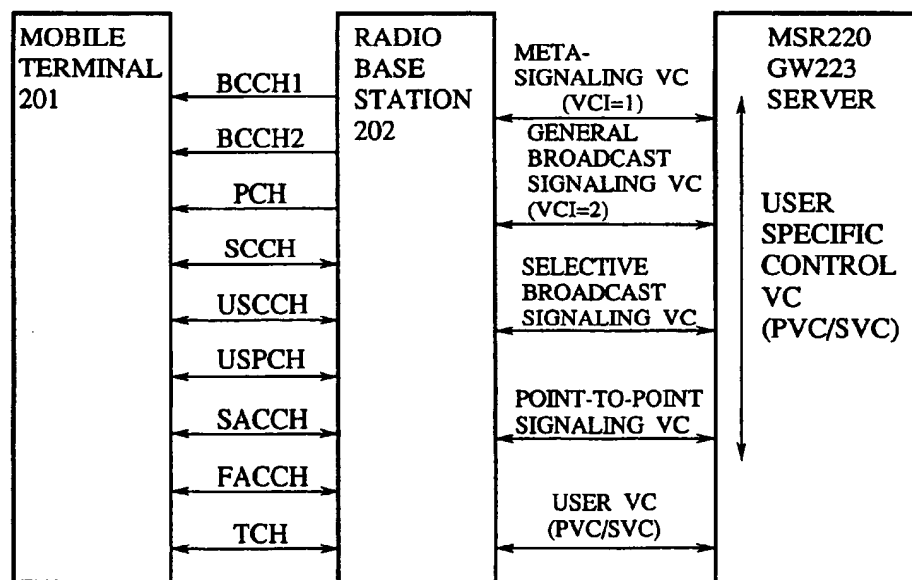 MOBILE
TERMINAL
201
BCCH1
BCCH2
PCH
SCCH
USCCH
USPCH
SACCH
FACCH
TCH
RADIO
BASE
STATION
202
META-
SIGNALING VC
(VCI=1)
GENERAL
BROADCAST
SIGNALING VC
(VCI=2)
SELECTIVE
BROADCAST
SIGNALING VC
POINT-TO-POINT
SIGNALING VC
USER VC
(PVC/SVC)
MSR220
GW223
SERVER
USER
SPECIFIC
CONTROL
VC
(PVC/SVC)